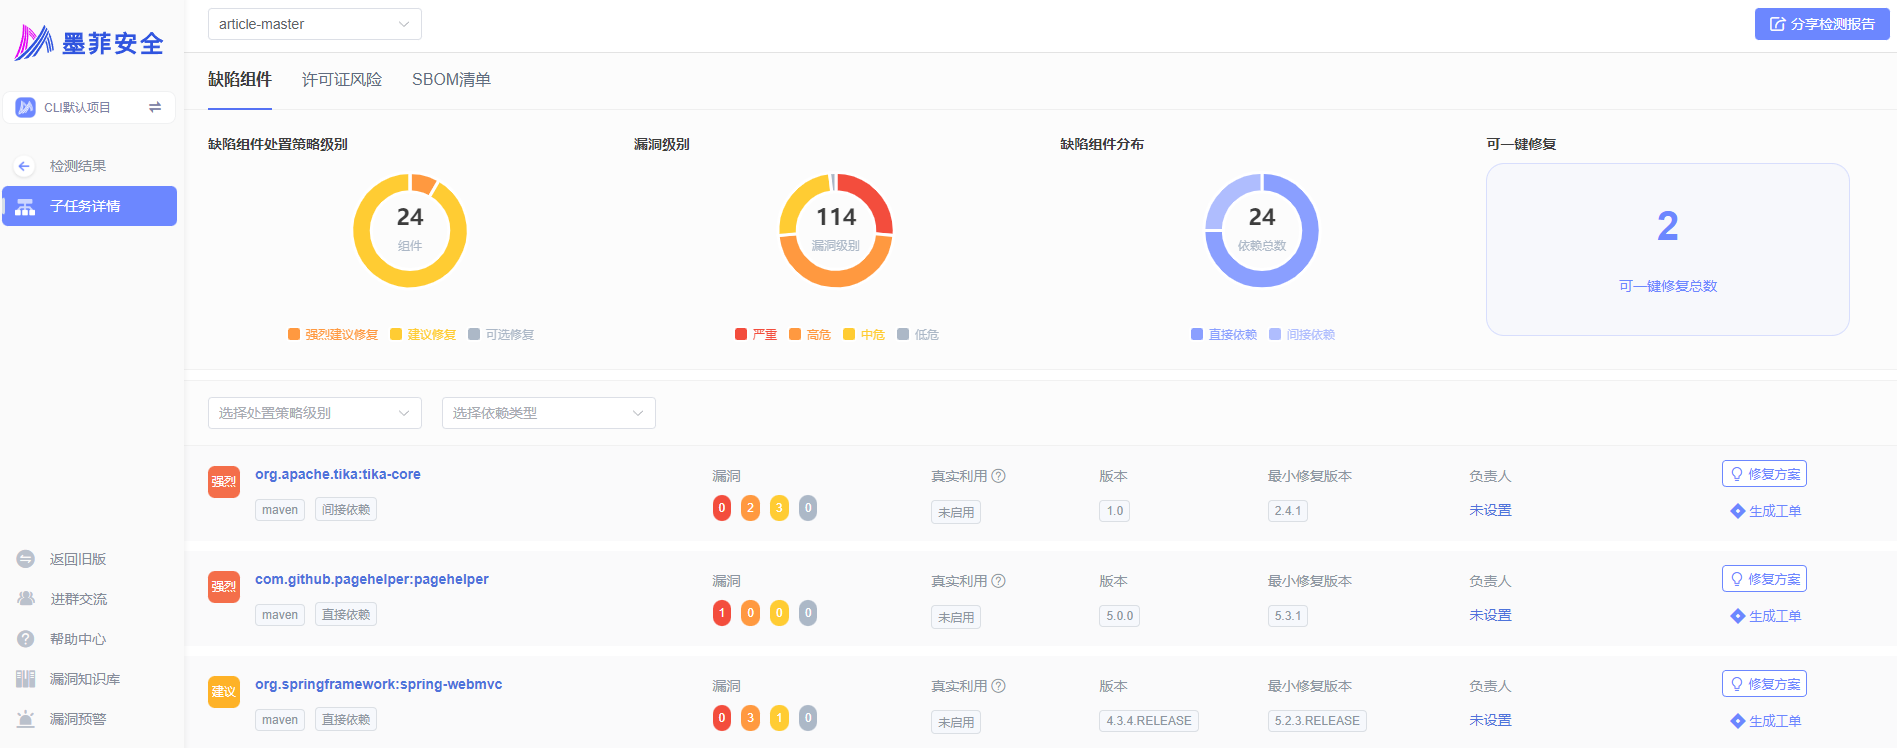 墨菲安全
article-master
分享检测报告
CLI默认项目
检测结果
子任务详情
返回旧版
进群交流
帮助中心
漏洞知识库
漏洞预警
缺陷组件 许可证风险 SBOM清单
缺陷组件处置策略级别
24
组件
强烈建议修复 建议修复 可选修复
漏洞级别
114
漏洞级别
严重 高危 中危 低危
缺陷组件分布
24
依赖总数
直接依赖 间接依赖
可一键修复
2
可一键修复总数
选择处置策略级别 选择依赖类型
强烈 org.apache.tika:tika-core 漏洞 真实利用 ? 版本 最小修复版本 负责人 修复方案
maven 间接依赖 0 2 3 0 未启用 1.0 2.4.1 未设置 生成工单
强烈 com.github.pagehelper:pagehelper 漏洞 真实利用 ? 版本 最小修复版本 负责人 修复方案
maven 直接依赖 1 0 0 0 未启用 5.0.0 5.3.1 未设置 生成工单
建议 org.springframework:spring-webmvc 漏洞 真实利用 ? 版本 最小修复版本 负责人 修复方案
maven 直接依赖 0 3 1 0 未启用 4.3.4.RELEASE 5.2.3.RELEASE 未设置 生成工单